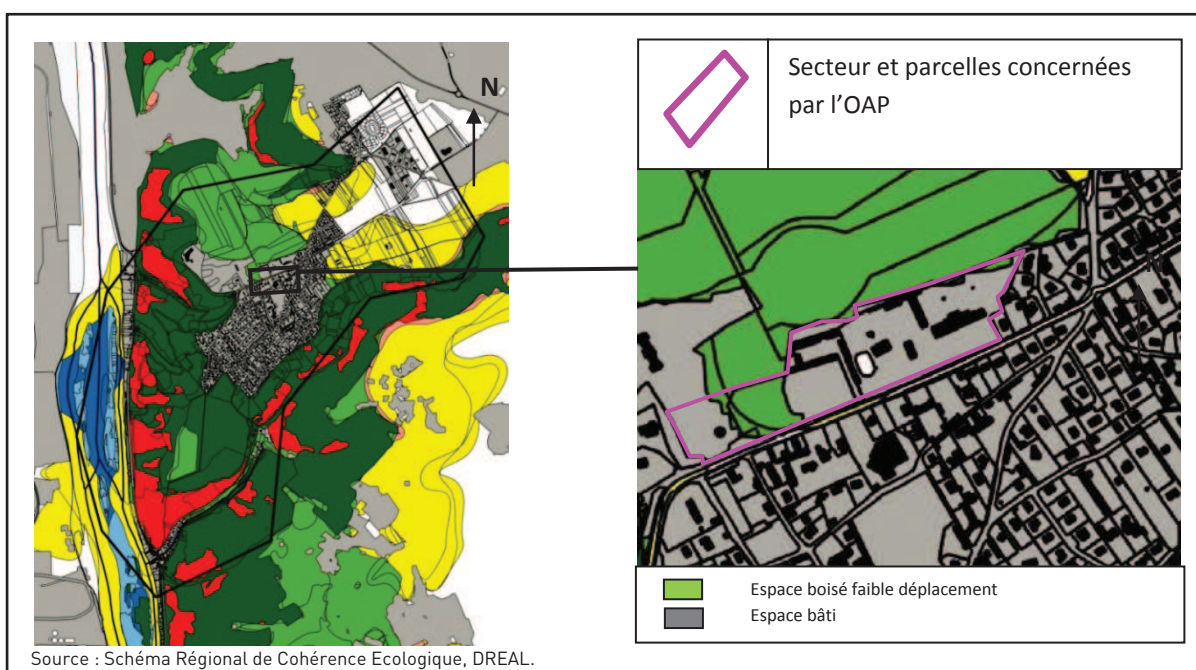 N
Secteur et parcelles concernées
par l’OAP
N
Espace boisé faible déplacement
Espace bâti
Source : Schéma Régional de Cohérence Ecologique, DREAL.